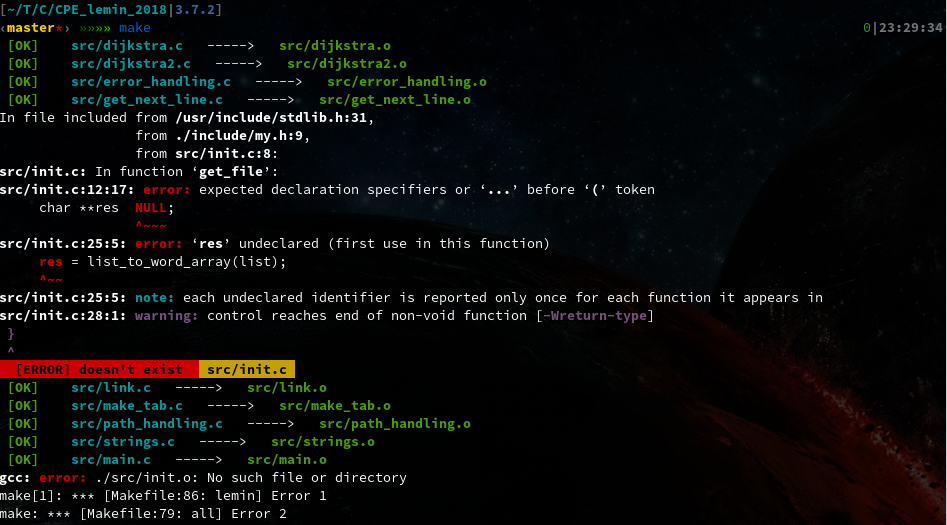 [~/T/C/CPE_lemin_2018|3.7.2]
‹master*› »»»» make 0|23:29:34
[OK] src/dijkstra.c -----> src/dijkstra.o
[OK] src/dijkstra2.c -----> src/dijkstra2.o
[OK] src/error_handling.c -----> src/error_handling.o
[OK] src/get_next_line.c -----> src/get_next_line.o
In file included from /usr/include/stdlib.h:31,
from ./include/my.h:9,
from src/init.c:8:
src/init.c: In function ‘get_file’:
src/init.c:12:17: error: expected declaration specifiers or ‘...’ before ‘(’ token
char **res  NULL;
^~~~
src/init.c:25:5: error: ‘res’ undeclared (first use in this function)
res = list_to_word_array(list);
^~~
src/init.c:25:5: note: each undeclared identifier is reported only once for each function it appears in
src/init.c:28:1: warning: control reaches end of non-void function [-Wreturn-type]
}
^
[ERROR] doesn't exist src/init.c
[OK] src/link.c -----> src/link.o
[OK] src/make_tab.c -----> src/make_tab.o
[OK] src/path_handling.c -----> src/path_handling.o
[OK] src/strings.c -----> src/strings.o
[OK] src/main.c -----> src/main.o
gcc: error: ./src/init.o: No such file or directory
make[1]: *** [Makefile:86: lemin] Error 1
make: *** [Makefile:79: all] Error 2